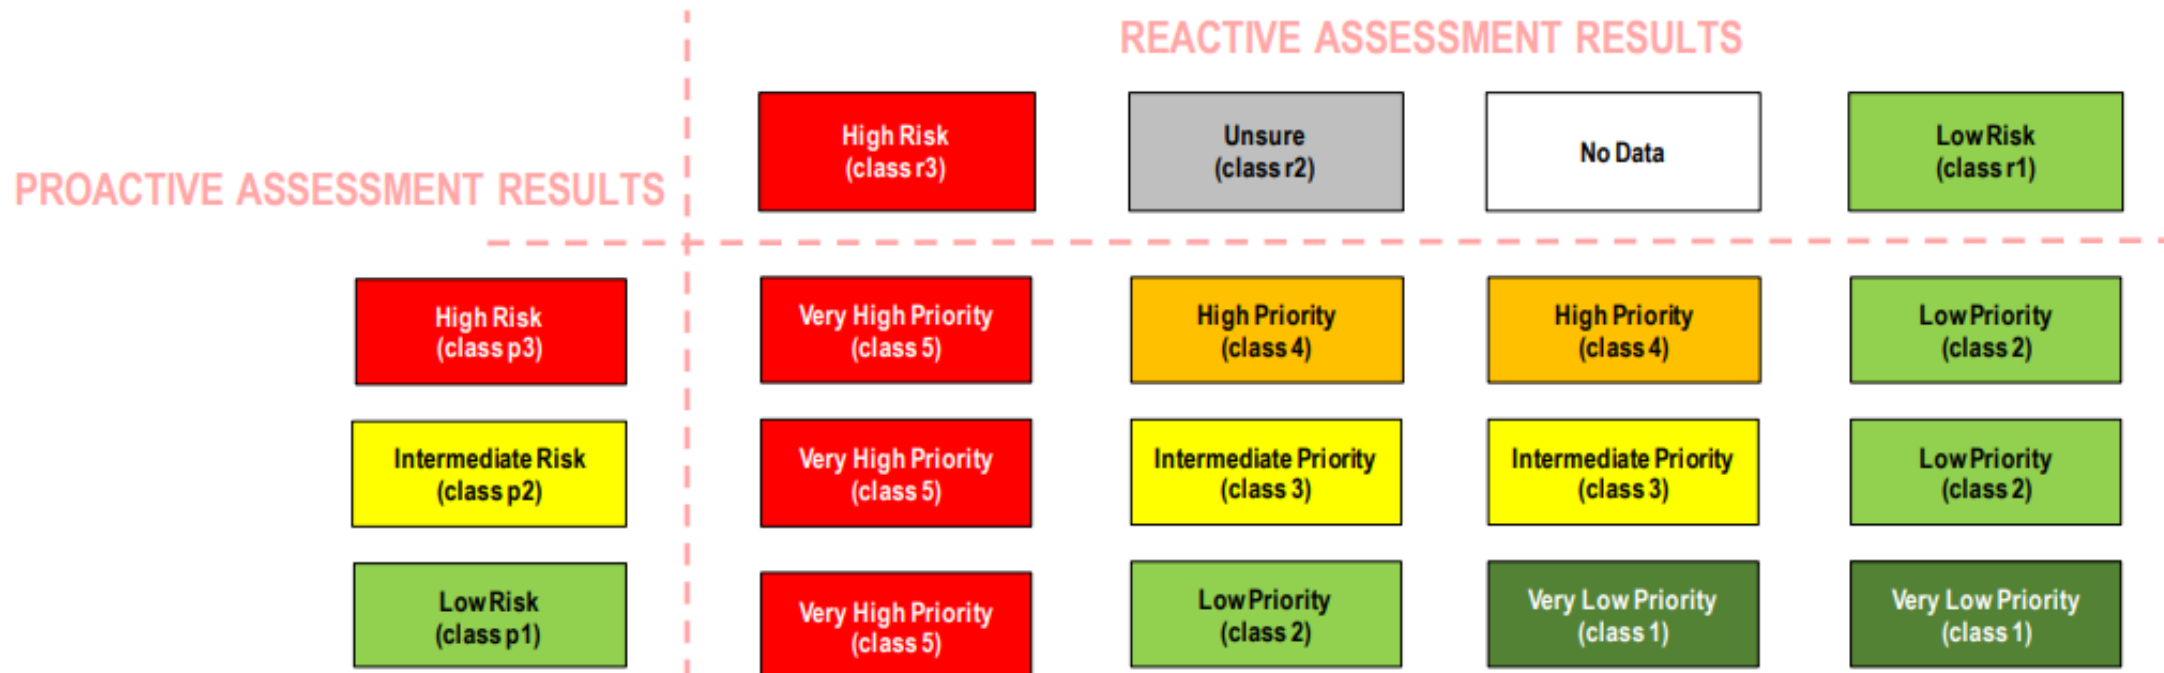 REACTIVE ASSESSMENT RESULTS
PROACTIVE ASSESSMENT RESULTS
High Risk
(class r3)
Unsure
(class r2)
No Data
Low Risk
(class r1)
High Risk
(class p3)
Very High Priority
(class 5)
High Priority
(class 4)
High Priority
(class 4)
Low Priority
(class 2)
Intermediate Risk
(class p2)
Very High Priority
(class 5)
Intermediate Priority
(class 3)
Intermediate Priority
(class 3)
Low Priority
(class 2)
Low Risk
(class p1)
Very High Priority
(class 5)
Low Priority
(class 2)
Very Low Priority
(class 1)
Very Low Priority
(class 1)